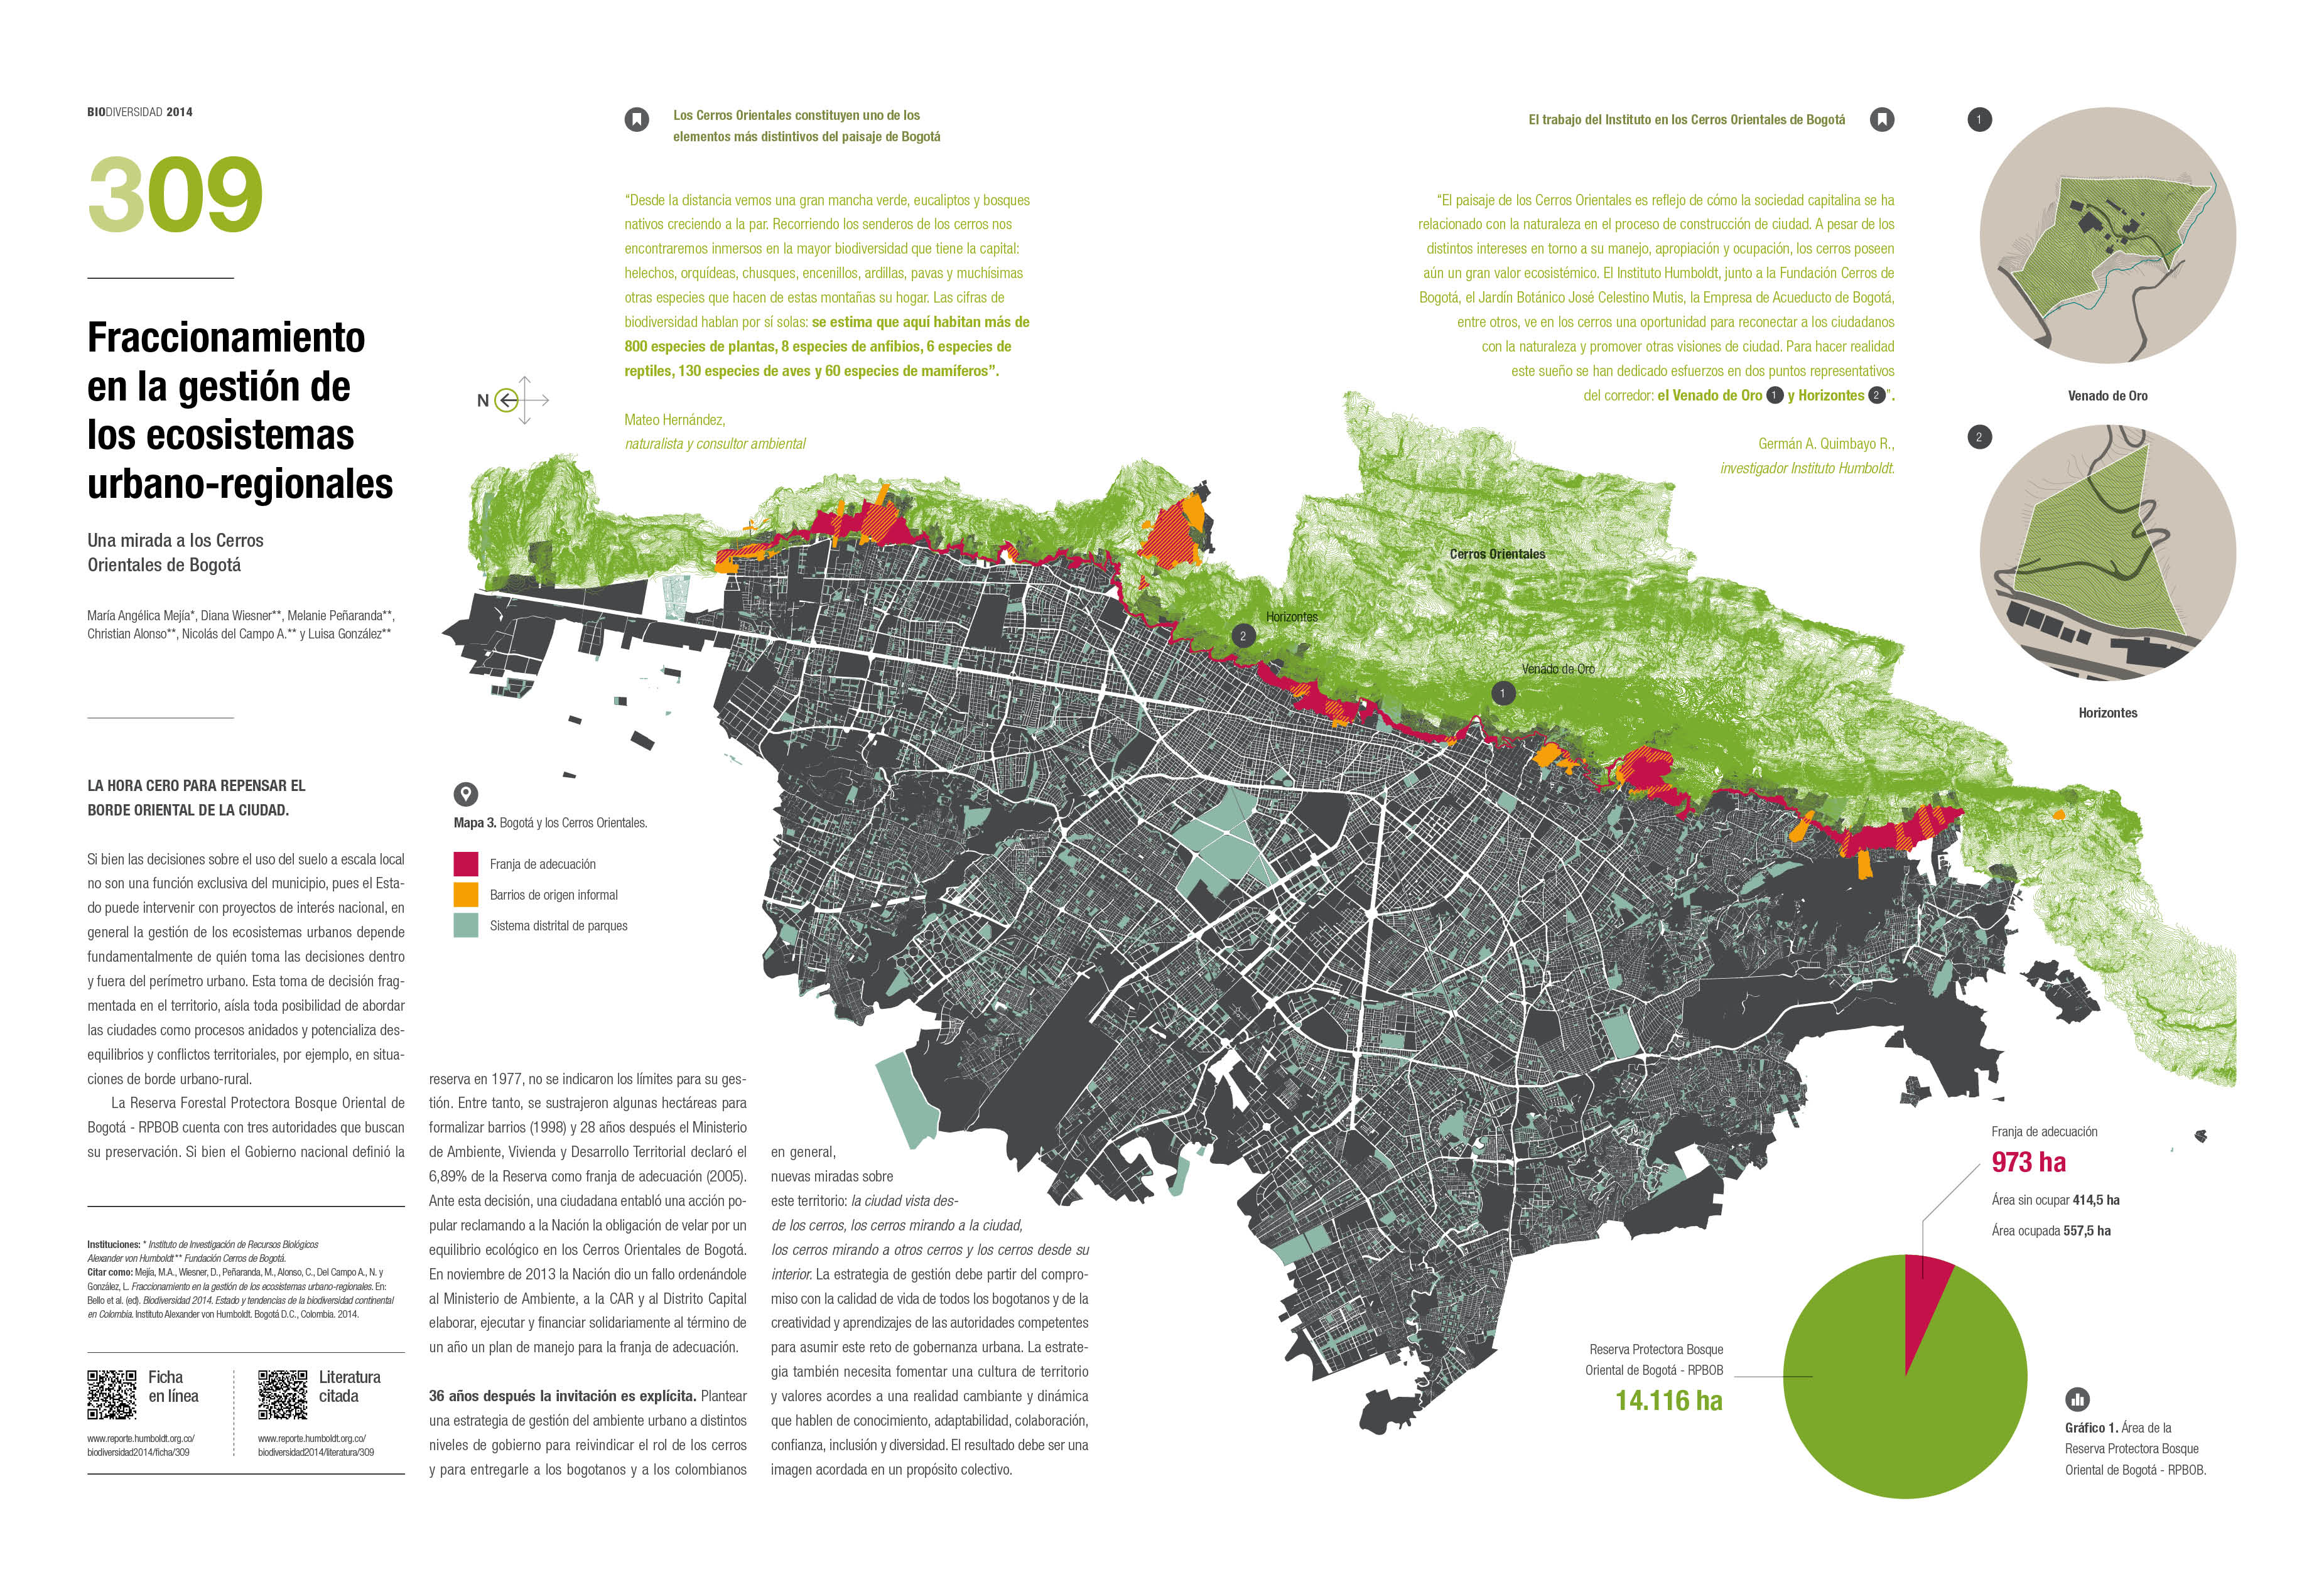 BIODIVERSIDAD 2014
309
Fraccionamiento
en la gestión de
los ecosistemas
urbano-regionales
Una mirada a los Cerros
Orientales de Bogotá
María Angélica Mejía*, Diana Wiesner**, Melanie Peñaranda**,
Christian Alonso**, Nicolás del Campo A.** y Luisa González**
LA HORA CERO PARA REPENSAR EL
BORDE ORIENTAL DE LA CIUDAD.
Si bien las decisiones sobre el uso del suelo a escala local
no son una función exclusiva del municipio, pues el Esta-
do puede intervenir con proyectos de interés nacional, en
general la gestión de los ecosistemas urbanos depende
fundamentalmente de quién toma las decisiones dentro
y fuera del perímetro urbano. Esta toma de decisión frag-
mentada en el territorio, aísla toda posibilidad de abordar
las ciudades como procesos anidados y potencializa des-
equilibrios y conflictos territoriales, por ejemplo, en situa-
ciones de borde urbano-rural.
La Reserva Forestal Protectora Bosque Oriental de
Bogotá - RPBOB cuenta con tres autoridades que buscan
su preservación. Si bien el Gobierno nacional definió la
reserva en 1977, no se indicaron los límites para su ges-
tión. Entre tanto, se sustrajeron algunas hectáreas para
formalizar barrios (1998) y 28 años después el Ministerio
de Ambiente, Vivienda y Desarrollo Territorial declaró el
6,89% de la Reserva como franja de adecuación (2005).
Ante esta decisión, una ciudadana entabló una acción po-
pular reclamando a la Nación la obligación de velar por un
equilibrio ecológico en los Cerros Orientales de Bogotá.
En noviembre de 2013 la Nación dio un fallo ordenándole
al Ministerio de Ambiente, a la CAR y al Distrito Capital
elaborar, ejecutar y financiar solidariamente al término de
un año un plan de manejo para la franja de adecuación.
36 años después la invitación es explícita. Plantear
una estrategia de gestión del ambiente urbano a distintos
niveles de gobierno para reivindicar el rol de los cerros
y para entregarle a los bogotanos y a los colombianos
en general,
nuevas miradas sobre
este territorio: la ciudad vista des-
de los cerros, los cerros mirando a la ciudad,
los cerros mirando a otros cerros y los cerros desde su
interior. La estrategia de gestión debe partir del compro-
miso con la calidad de vida de todos los bogotanos y de la
creatividad y aprendizajes de las autoridades competentes
para asumir este reto de gobernanza urbana. La estrate-
gia también necesita fomentar una cultura de territorio
y valores acordes a una realidad cambiante y dinámica
que hablen de conocimiento, adaptabilidad, colaboración,
confianza, inclusión y diversidad. El resultado debe ser una
imagen acordada en un propósito colectivo.
Instituciones: * Instituto de Investigación de Recursos Biológicos
Alexander von Humboldt ** Fundación Cerros de Bogotá.
Citar como: Mejía, M.A., Wiesner, D., Peñaranda, M., Alonso, C., Del Campo A., N. y
González, L. Fraccionamiento en la gestión de los ecosistemas urbano-regionales. En:
Bello et al. (ed). Biodiversidad 2014. Estado y tendencias de la biodiversidad continental
en Colombia. Instituto Alexander von Humboldt. Bogotá D.C., Colombia. 2014.
Ficha
en línea
www.reporte.humboldt.org.co/
biodiversidad2014/ficha/309
Literatura
citada
www.reporte.humboldt.org.co/
biodiversidad2014/literatura/309
Los Cerros Orientales constituyen uno de los
elementos más distintivos del paisaje de Bogotá
“Desde la distancia vemos una gran mancha verde, eucaliptos y bosques
nativos creciendo a la par. Recorriendo los senderos de los cerros nos
encontraremos inmersos en la mayor biodiversidad que tiene la capital:
helechos, orquídeas, chusques, encenillos, ardillas, pavas y muchísimas
otras especies que hacen de estas montañas su hogar. Las cifras de
biodiversidad hablan por sí solas: se estima que aquí habitan más de
800 especies de plantas, 8 especies de anfibios, 6 especies de
reptiles, 130 especies de aves y 60 especies de mamíferos”.
Mateo Hernández,
naturalista y consultor ambiental
El trabajo del Instituto en los Cerros Orientales de Bogotá
“El paisaje de los Cerros Orientales es reflejo de cómo la sociedad capitalina se ha
relacionado con la naturaleza en el proceso de construcción de ciudad. A pesar de los
distintos intereses en torno a su manejo, apropiación y ocupación, los cerros poseen
aún un gran valor ecosistémico. El Instituto Humboldt, junto a la Fundación Cerros de
Bogotá, el Jardín Botánico José Celestino Mutis, la Empresa de Acueducto de Bogotá,
entre otros, ve en los cerros una oportunidad para reconectar a los ciudadanos
con la naturaleza y promover otras visiones de ciudad. Para hacer realidad
este sueño se han dedicado esfuerzos en dos puntos representativos
del corredor: el Venado de Oro 1 y Horizontes 2 ”.
Germán A. Quimbayo R.,
investigador Instituto Humboldt.
1
Venado de Oro
2
Horizontes
N
Cerros Orientales
Horizontes
2
Venado de Oro
1
Mapa 3. Bogotá y los Cerros Orientales.
Franja de adecuación
Barrios de origen informal
Sistema distrital de parques
Franja de adecuación
973 ha
Área sin ocupar 414,5 ha
Área ocupada 557,5 ha
Reserva Protectora Bosque
Oriental de Bogotá - RPBOB
14.116 ha
Gráfico 1. Área de la
Reserva Protectora Bosque
Oriental de Bogotá - RPBOB.